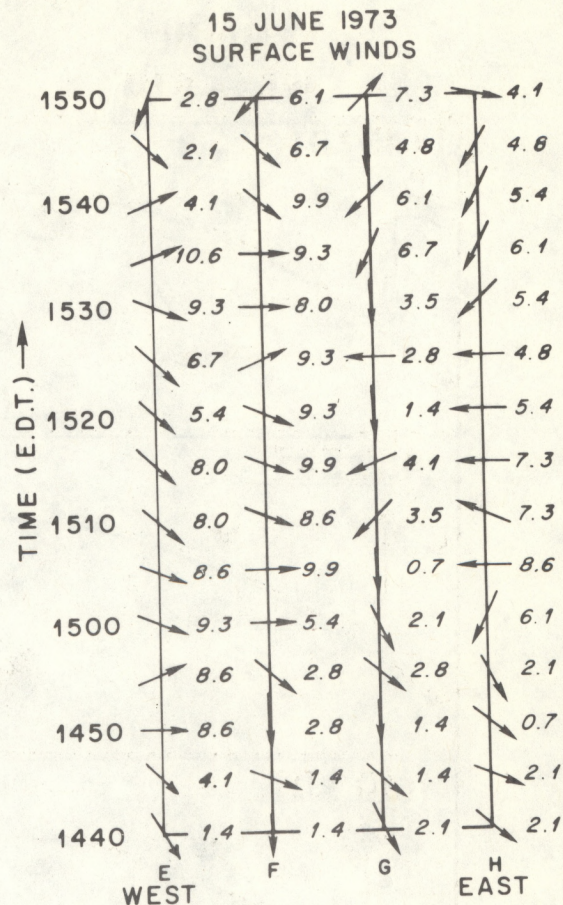 15 JUNE 1973
SURFACE WINDS
1550 2.8 6.1 7.3 4.1
2.1 6.7 4.8 4.8
1540 4.1 9.9 6.1 5.4
10.6 9.3 6.7 6.1
1530 9.3 8.0 3.5 5.4
6.7 9.3 2.8 4.8
1520 5.4 9.3 1.4 5.4
8.0 9.9 4.1 7.3
1510 8.0 8.6 3.5 7.3
8.6 9.9 0.7 8.6
1500 9.3 5.4 2.1 6.1
8.6 2.8 2.8 2.1
1450 8.6 2.8 1.4 0.7
4.1 1.4 1.4 2.1
1440 1.4 1.4 2.1 2.1
TIME (E.D.T.)
E F G H
WEST EAST